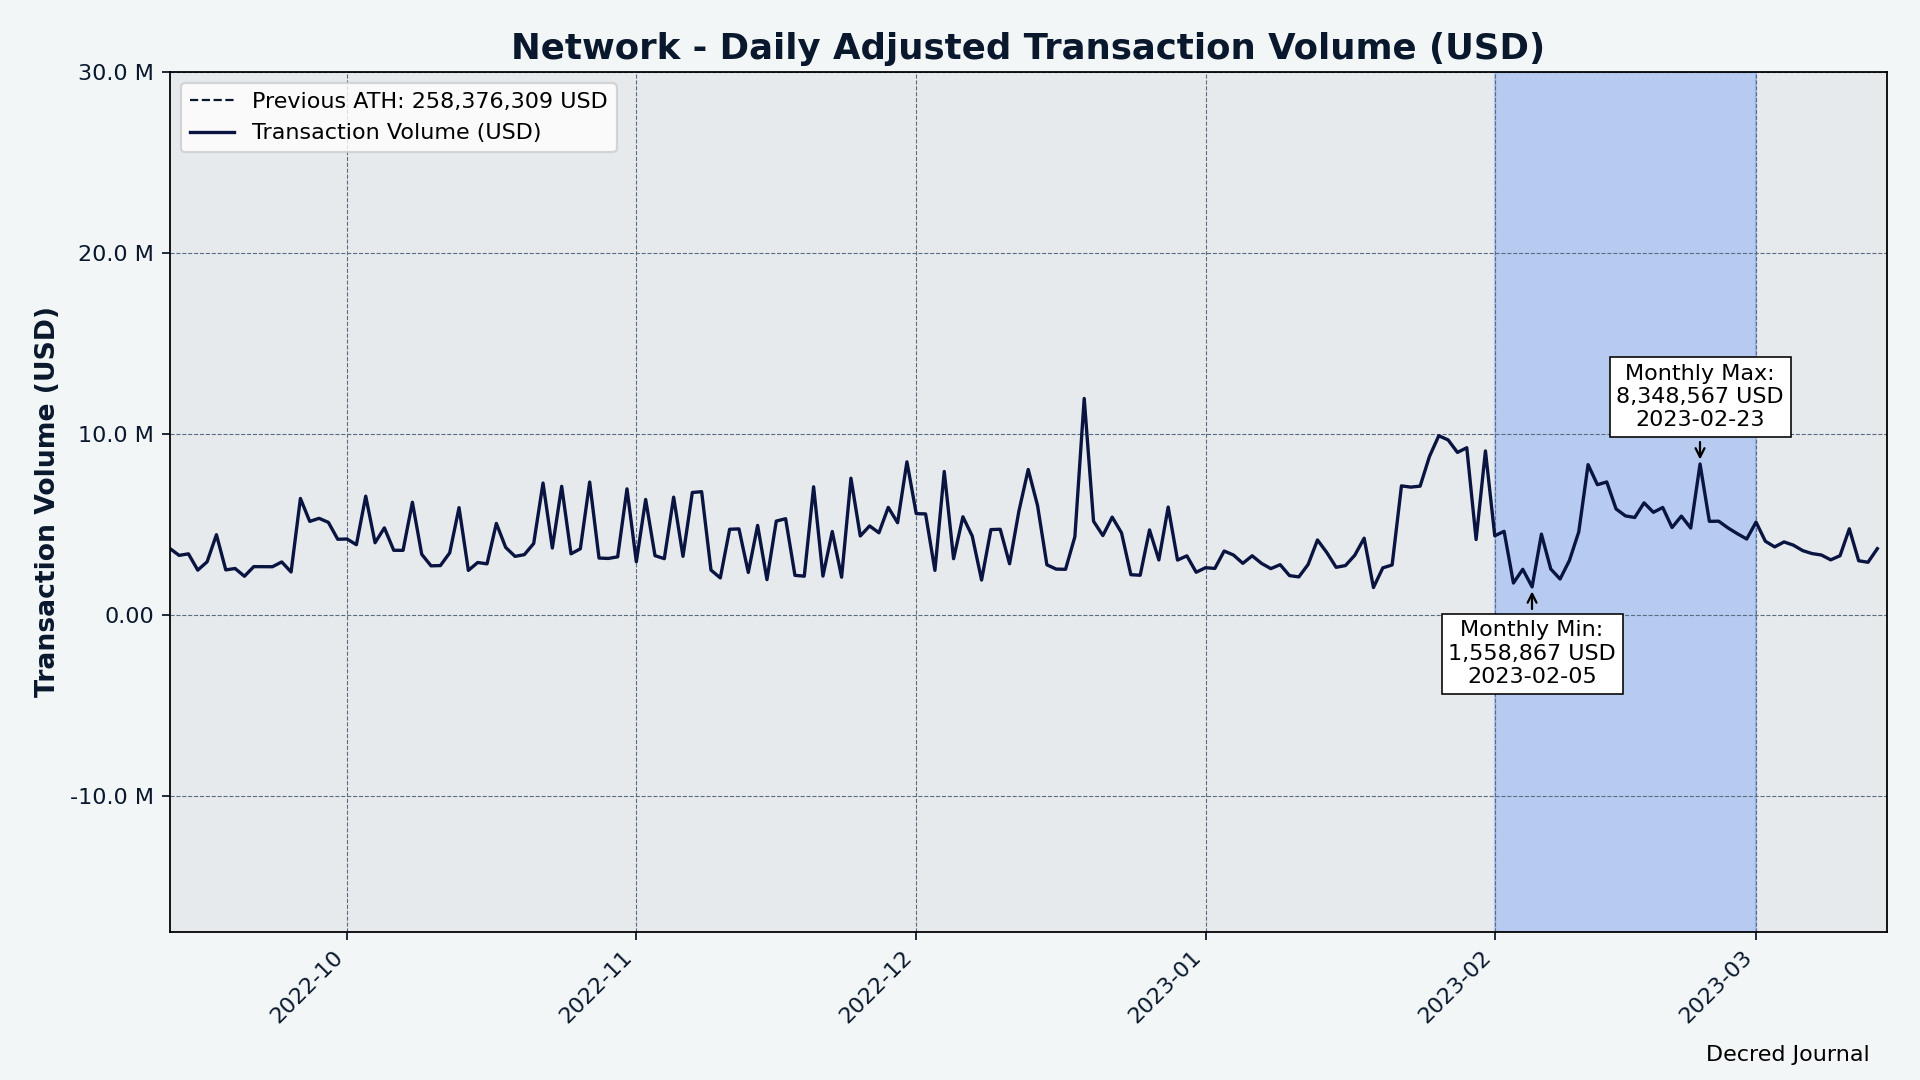 Network - Daily Adjusted Transaction Volume (USD)
30.0 M
20.0 M
10.0 M
0.00
-10.0 M
Transaction Volume (USD)
Previous ATH: 258,376,309 USD
Transaction Volume (USD)
Monthly Max:
8,348,567 USD
2023-02-23
Monthly Min:
1,558,867 USD
2023-02-05
2022-10
2022-11
2022-12
2023-01
2023-02
2023-03
Decred Journal